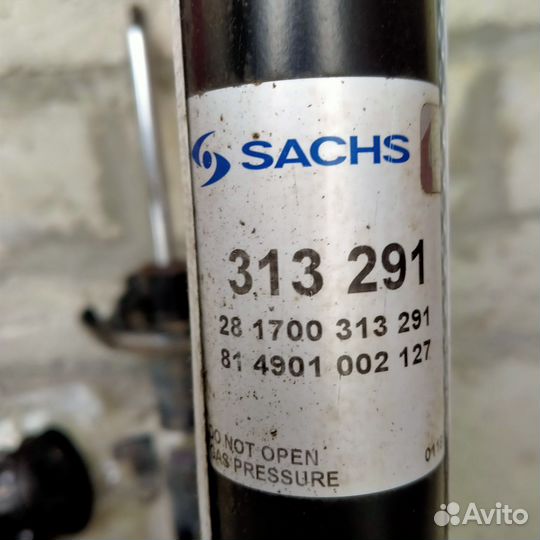 SACHS
313 291
28 1700 313 291
81 4901 002 127
DO NOT OPEN
GAS PRESSURE
Avito